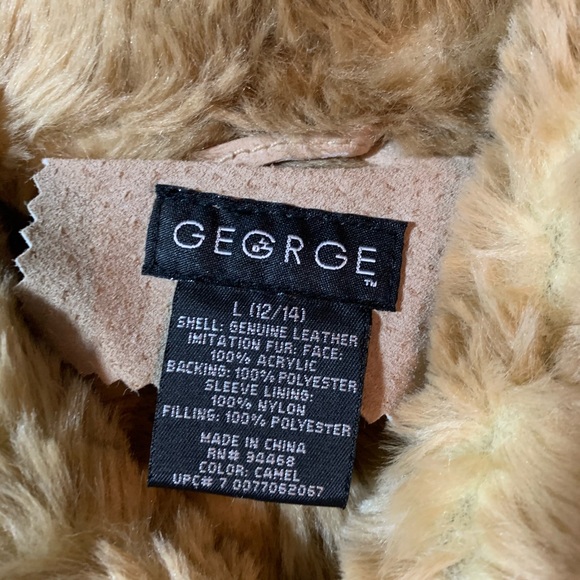 GEORGE
TM
L (12/14)
SHELL: GENUINE LEATHER
IMITATION FUR: FACE:
100% ACRYLIC
BACKING: 100% POLYESTER
SLEEVE LINING:
100% NYLON
FILLING: 100% POLYESTER
MADE IN CHINA
RN# 94468
COLOR: CAMEL
UPC# 7 0077062067